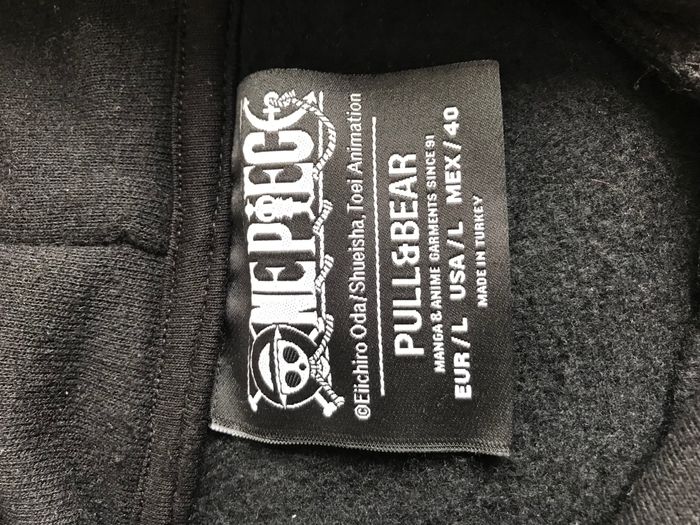 ONE PIECE
©Eiichiro Oda/Shueisha, Toei Animation
PULL&BEAR
MANGA & ANIME GARMENTS SINCE 91
EUR/L USA/L MEX/40
MADE IN TURKEY